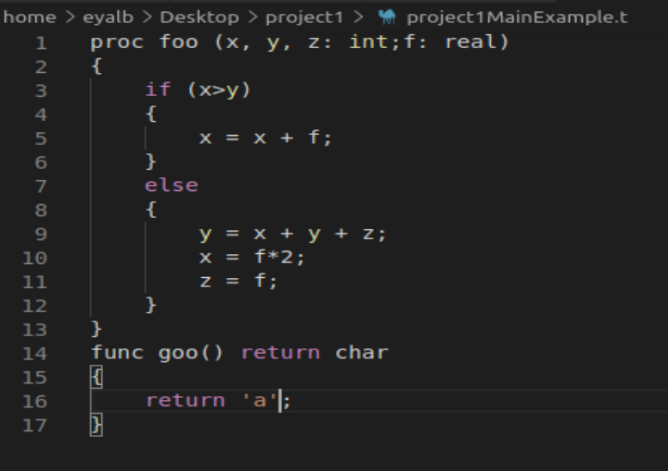 home > eyalb > Desktop > project1 > project1MainExample.t
1 proc foo (x, y, z: int;f: real)
2 {
3     if (x>y)
4     {
5         x = x + f;
6     }
7     else
8     {
9         y = x + y + z;
10         x = f*2;
11         z = f;
12     }
13 }
14 func goo() return char
15 {
16     return 'a';
17 }